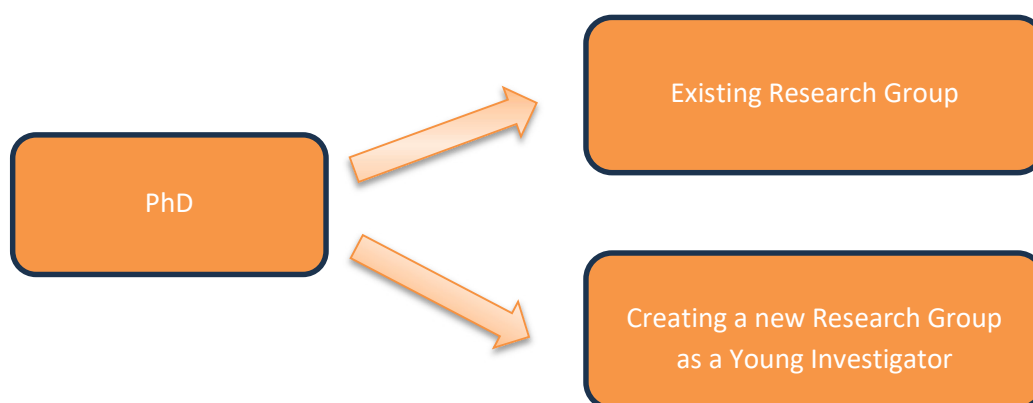 Existing Research Group
PhD
Creating a new Research Group
as a Young Investigator